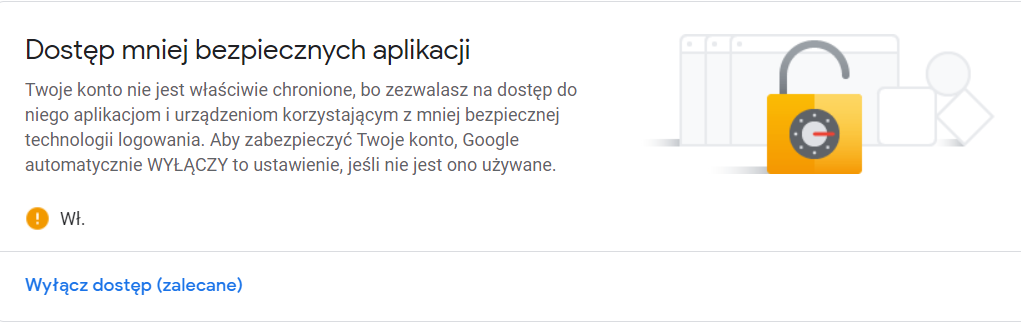 Dostęp mniej bezpiecznych aplikacji
Twoje konto nie jest właściwie chronione, bo zezwalasz na dostęp do
niego aplikacjom i urządzeniom korzystającym z mniej bezpiecznej
technologii logowania. Aby zabezpieczyć Twoje konto, Google
automatycznie WYŁĄCZY to ustawienie, jeśli nie jest ono używane.
Wł.
Wyłącz dostęp (zalecane)